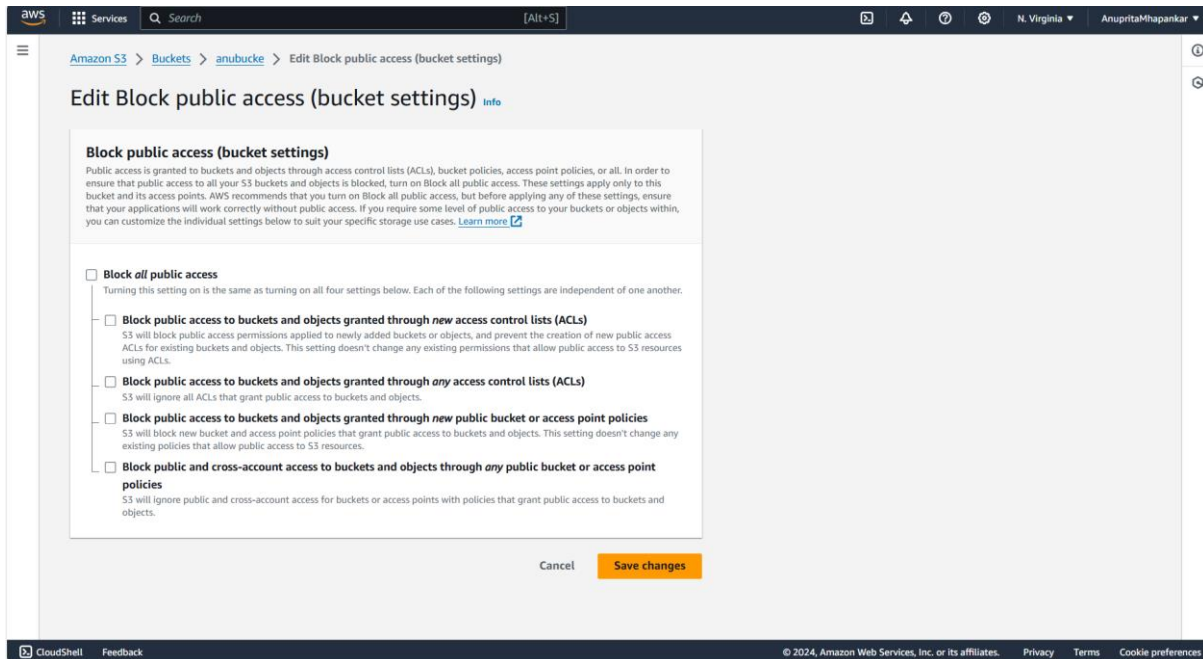 aws Services Search [Alt+S] N. Virginia AnupritaMhapankar
Amazon S3 > Buckets > anubucke > Edit Block public access (bucket settings)
Edit Block public access (bucket settings) Info
Block public access (bucket settings)
Public access is granted to buckets and objects through access control lists (ACLs), bucket policies, access point policies, or all. In order to
ensure that public access to all your S3 buckets and objects is blocked, turn on Block all public access. These settings apply only to this
bucket and its access points. AWS recommends that you turn on Block all public access, but before applying any of these settings, ensure
that your applications will work correctly without public access. If you require some level of public access to your buckets or objects within,
you can customize the individual settings below to suit your specific storage use cases. Learn more
Block all public access
Turning this setting on is the same as turning on all four settings below. Each of the following settings are independent of one another.
Block public access to buckets and objects granted through new access control lists (ACLs)
S3 will block public access permissions applied to newly added buckets or objects, and prevent the creation of new public access
ACLs for existing buckets and objects. This setting doesn't change any existing permissions that allow public access to S3 resources
using ACLs.
Block public access to buckets and objects granted through any access control lists (ACLs)
S3 will ignore all ACLs that grant public access to buckets and objects.
Block public access to buckets and objects granted through new public bucket or access point policies
S3 will block new bucket and access point policies that grant public access to buckets and objects. This setting doesn't change any
existing policies that allow public access to S3 resources.
Block public and cross-account access to buckets and objects through any public bucket or access point
policies
S3 will ignore public and cross-account access for buckets or access points with policies that grant public access to buckets and
objects.
Cancel Save changes
CloudShell Feedback © 2024, Amazon Web Services, Inc. or its affiliates. Privacy Terms Cookie preferences